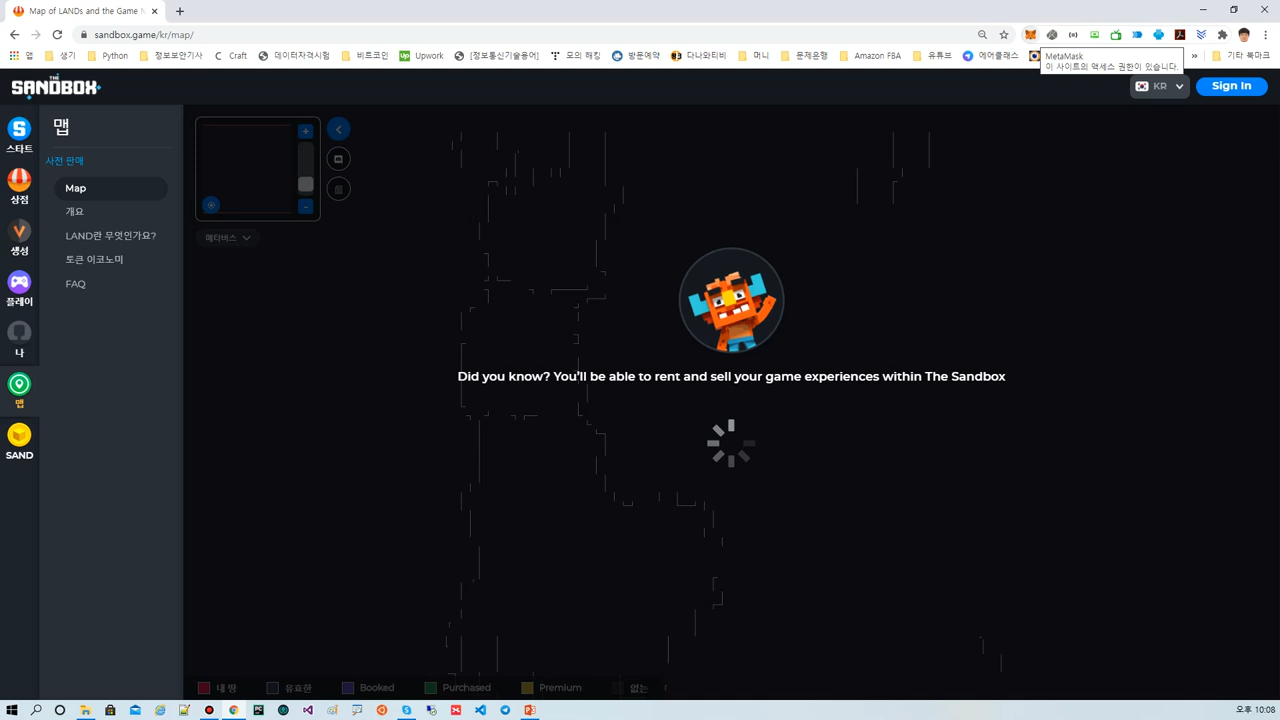 Map of LANDs and the Game
sandbox.game/kr/map/
앱
생기
Python
정보보안기사
Craft
데이터자격시험
비트코인
Upwork
[정보통신기술용어]
모의 해킹
방문예약
다나와티비
머니
문제은행
Amazon FBA
유튜브
에어클래스
기타 북마크
MetaMask
이 사이트의 액세스 권한이 있습니다.
THE
SANDBOX
KR
Sign In
스타트
상점
생성
플레이
나
맵
SAND
맵
사전 판매
Map
개요
LAND란 무엇인가요?
토큰 이코노미
FAQ
메타버스
Did you know? You'll be able to rent and sell your game experiences within The Sandbox
내 땅
유효한
Booked
Purchased
Premium
없는
오후 10:08